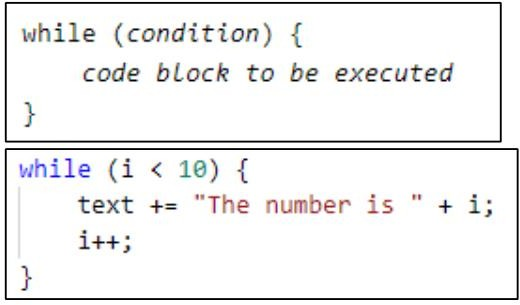 while (condition) {
code block to be executed
}
while (i < 10) {
text += "The number is " + i;
i++;
}